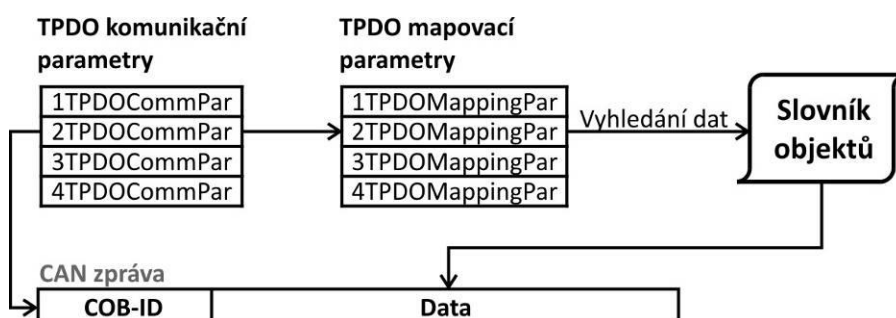 TPDO komunikační
parametry
TPDO mapovací
parametry
1TPDOCommPar
2TPDOCommPar
3TPDOCommPar
4TPDOCommPar
1TPDOMappingPar
2TPDOMappingPar
3TPDOMappingPar
4TPDOMappingPar
Vyhledání dat
Slovník
objektů
CAN zpráva
COB-ID
Data